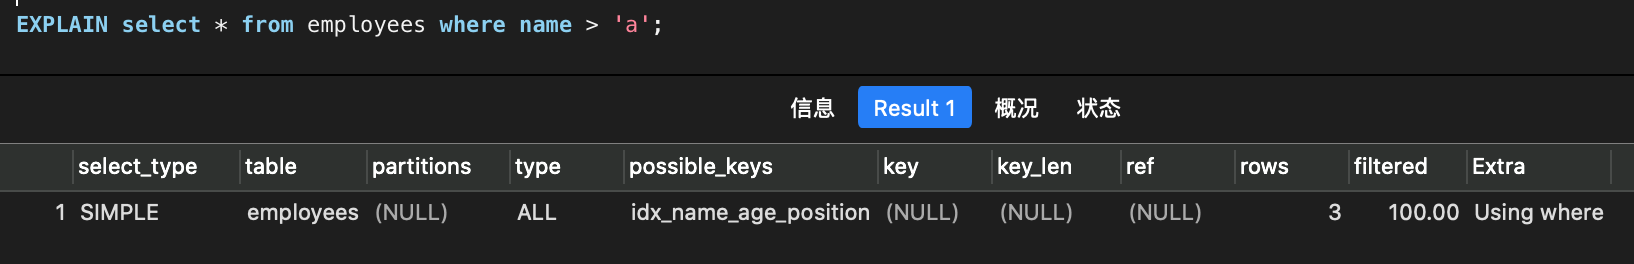 EXPLAIN select * from employees where name > 'a';
信息 Result 1 概况 状态
select_type table partitions type possible_keys key key_len ref rows filtered Extra
1 SIMPLE employees (NULL) ALL idx_name_age_position (NULL) (NULL) (NULL) 3 100.00 Using where